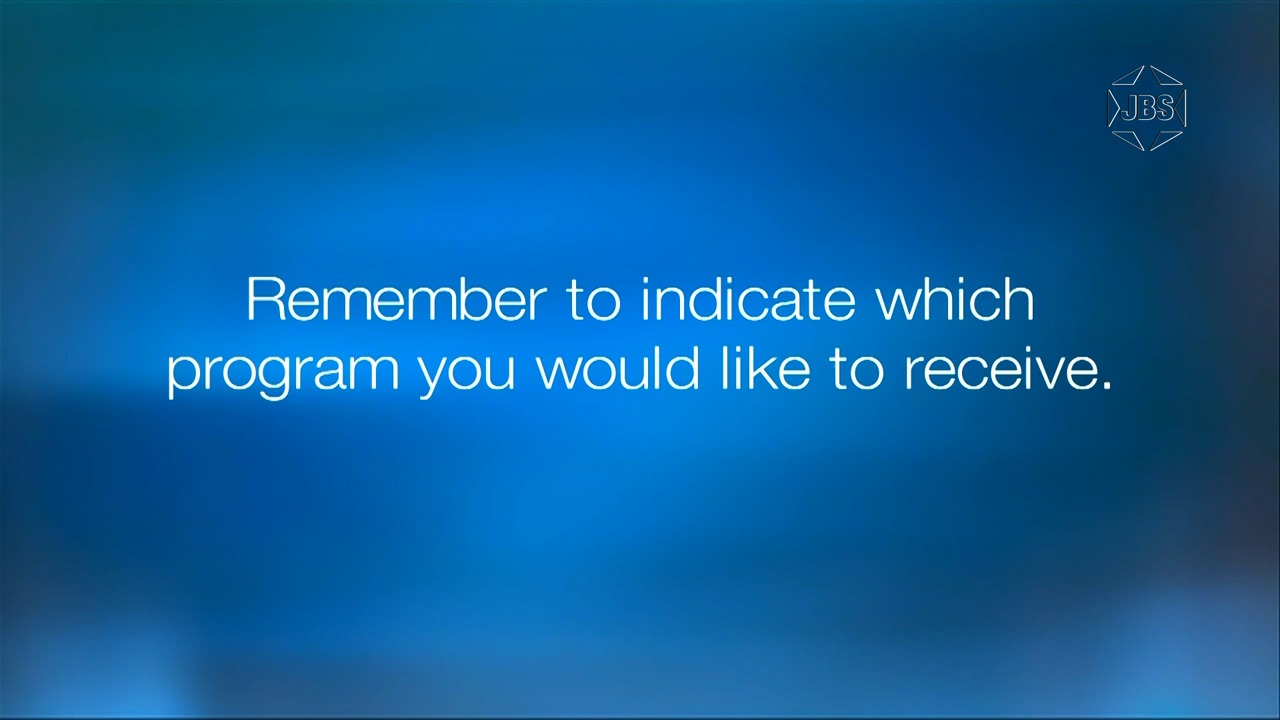 JBS
Remember to indicate which
program you would like to receive.